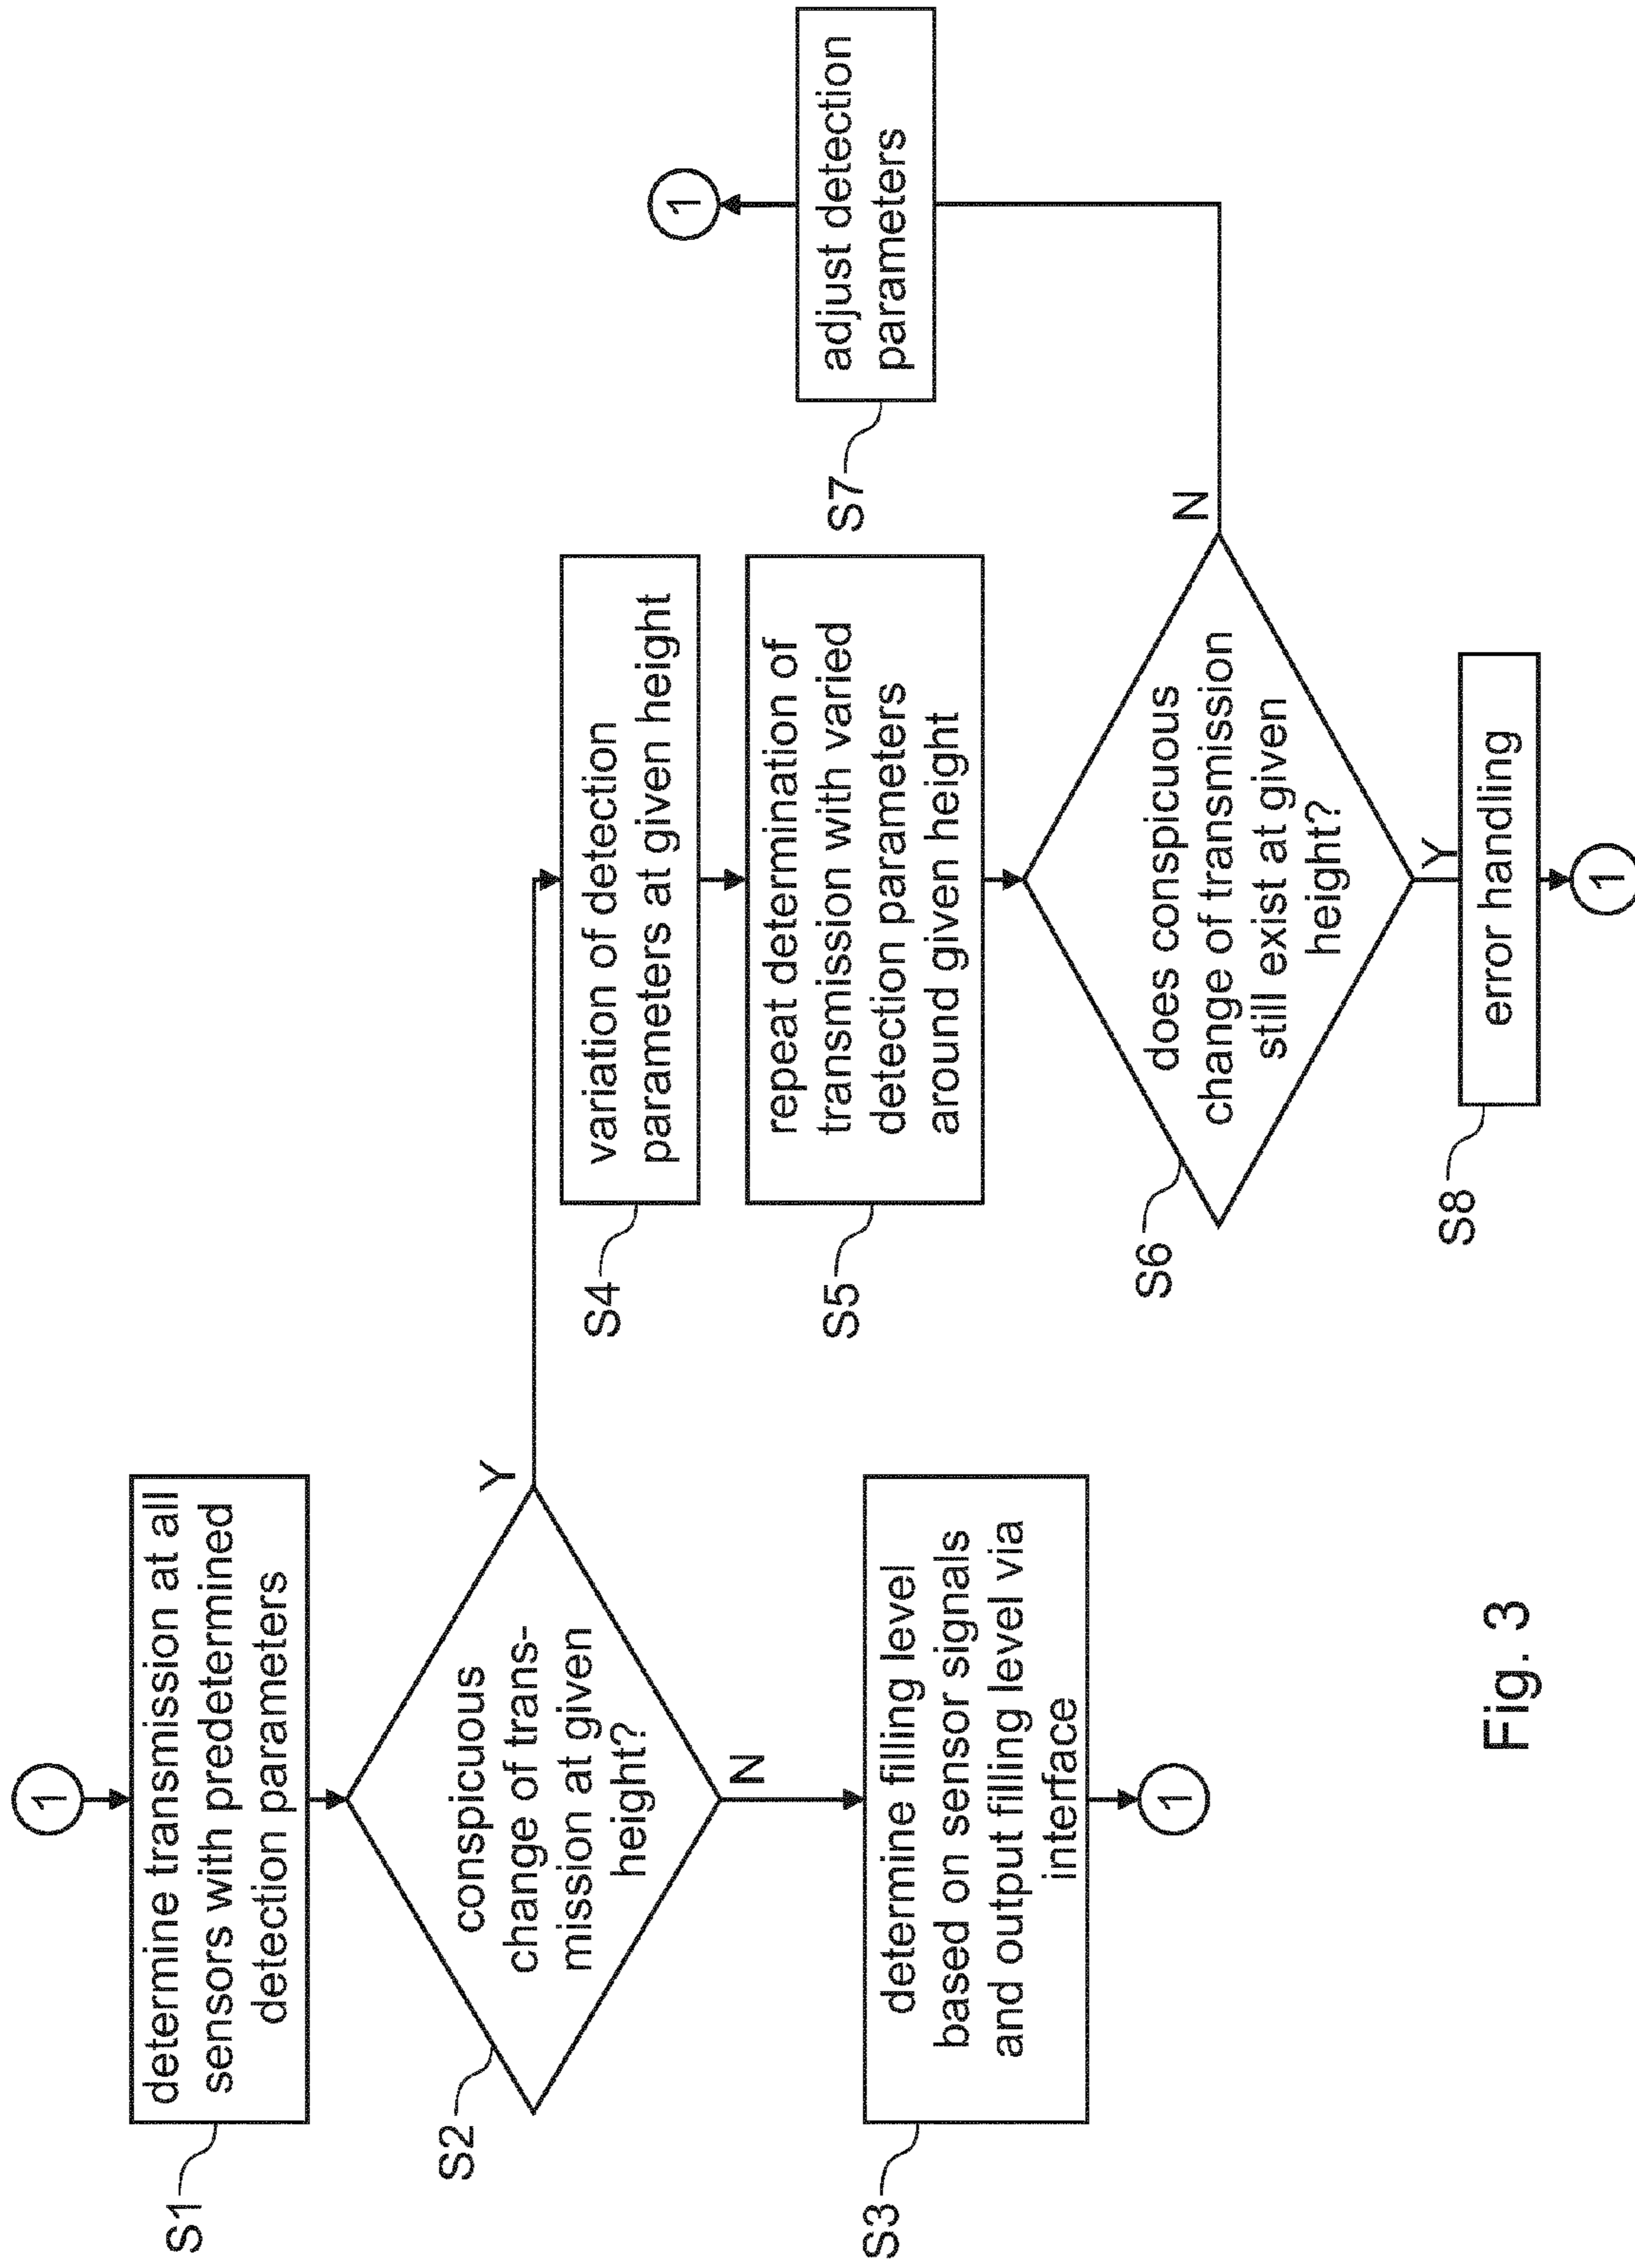 1
determine transmission at all
sensors with predetermined
detection parameters
S1
conspicuous
change of trans-
mission at given
height?
S2
Y
N
determine filling level
based on sensor signals
and output filling level via
interface
S3
1
variation of detection
parameters at given height
S4
repeat determination of
transmission with varied
detection parameters
around given height
S5
does conspicuous
change of transmission
still exist at given
height?
S6
N
Y
1
adjust detection
parameters
S7
error handling
S8
1
Fig. 3